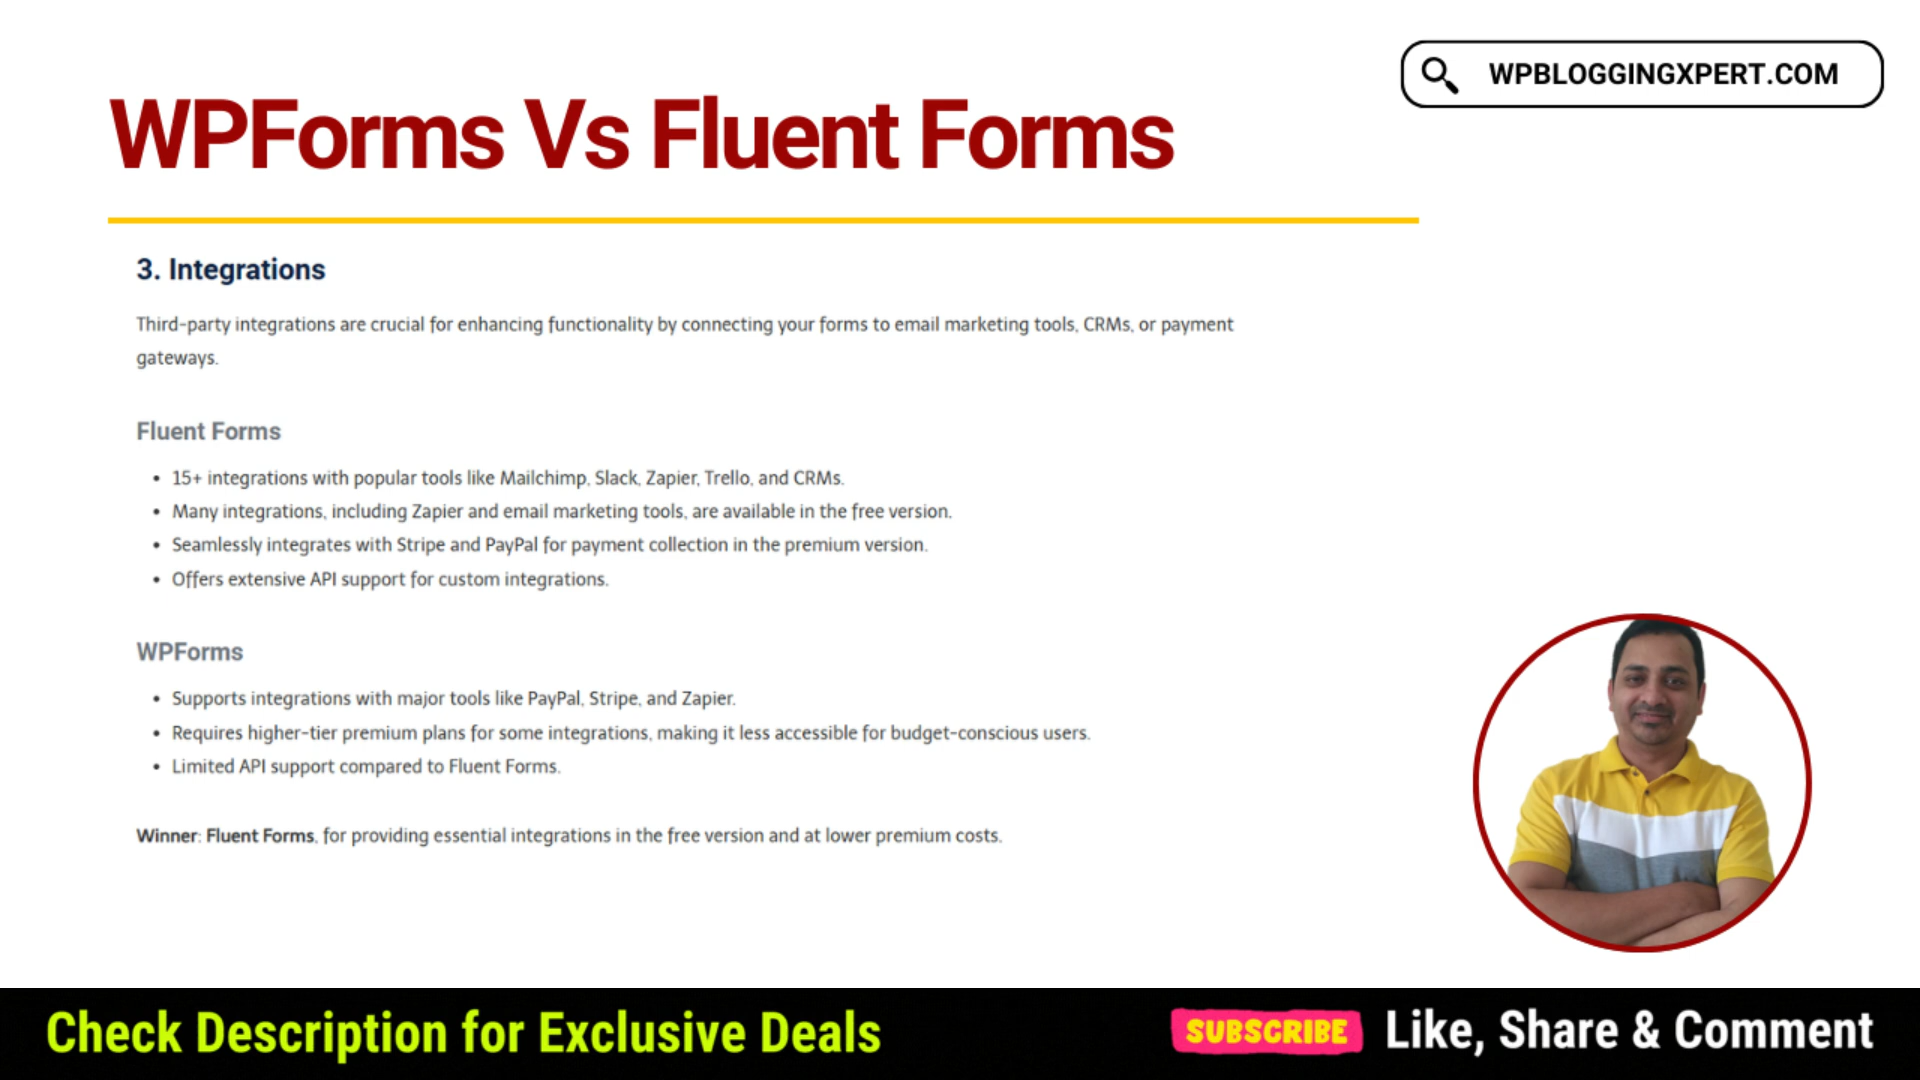 WPBLOGGINGXPERT.COM
WPForms Vs Fluent Forms
3. Integrations
Third-party integrations are crucial for enhancing functionality by connecting your forms to email marketing tools, CRMs, or payment
gateways.
Fluent Forms
• 15+ integrations with popular tools like Mailchimp, Slack, Zapier, Trello, and CRMs.
• Many integrations, including Zapier and email marketing tools, are available in the free version.
• Seamlessly integrates with Stripe and PayPal for payment collection in the premium version.
• Offers extensive API support for custom integrations.
WPForms
• Supports integrations with major tools like PayPal, Stripe, and Zapier.
• Requires higher-tier premium plans for some integrations, making it less accessible for budget-conscious users.
• Limited API support compared to Fluent Forms.
Winner: Fluent Forms, for providing essential integrations in the free version and at lower premium costs.
Check Description for Exclusive Deals
SUBSCRIBE Like, Share & Comment